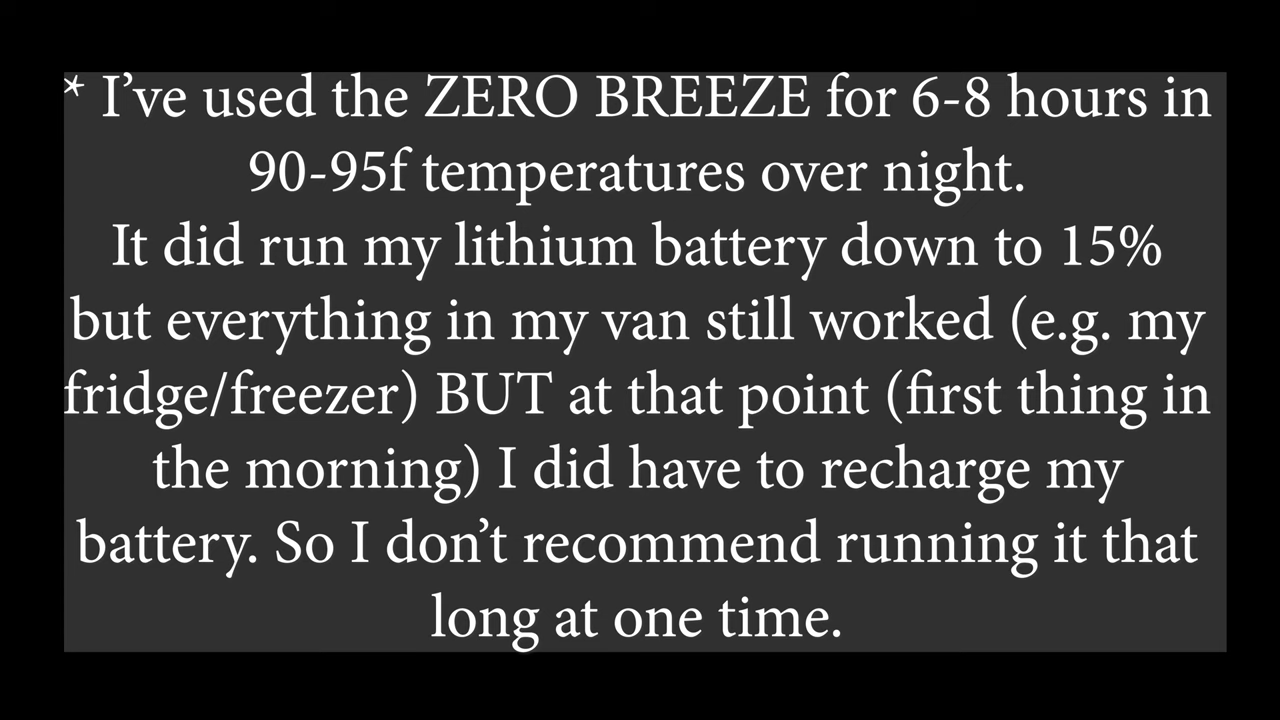 * I’ve used the ZERO BREEZE for 6-8 hours in
90-95f temperatures over night.
It did run my lithium battery down to 15%
but everything in my van still worked (e.g. my
fridge/freezer) BUT at that point (first thing in
the morning) I did have to recharge my
battery. So I don’t recommend running it that
long at one time.